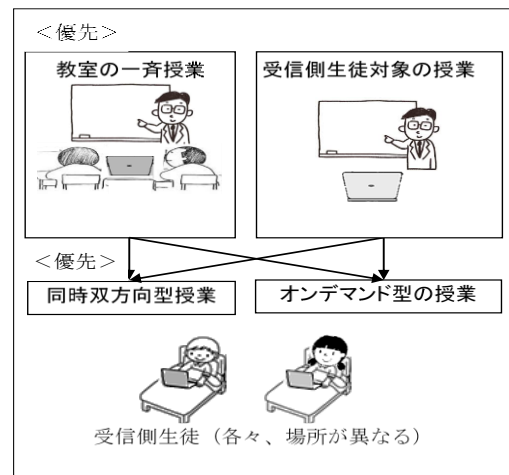 <優先>
教室の一斉授業
受信側生徒対象の授業
<優先>
同時双方向型授業
オンデマンド型の授業
受信側生徒(各々、場所が異なる)